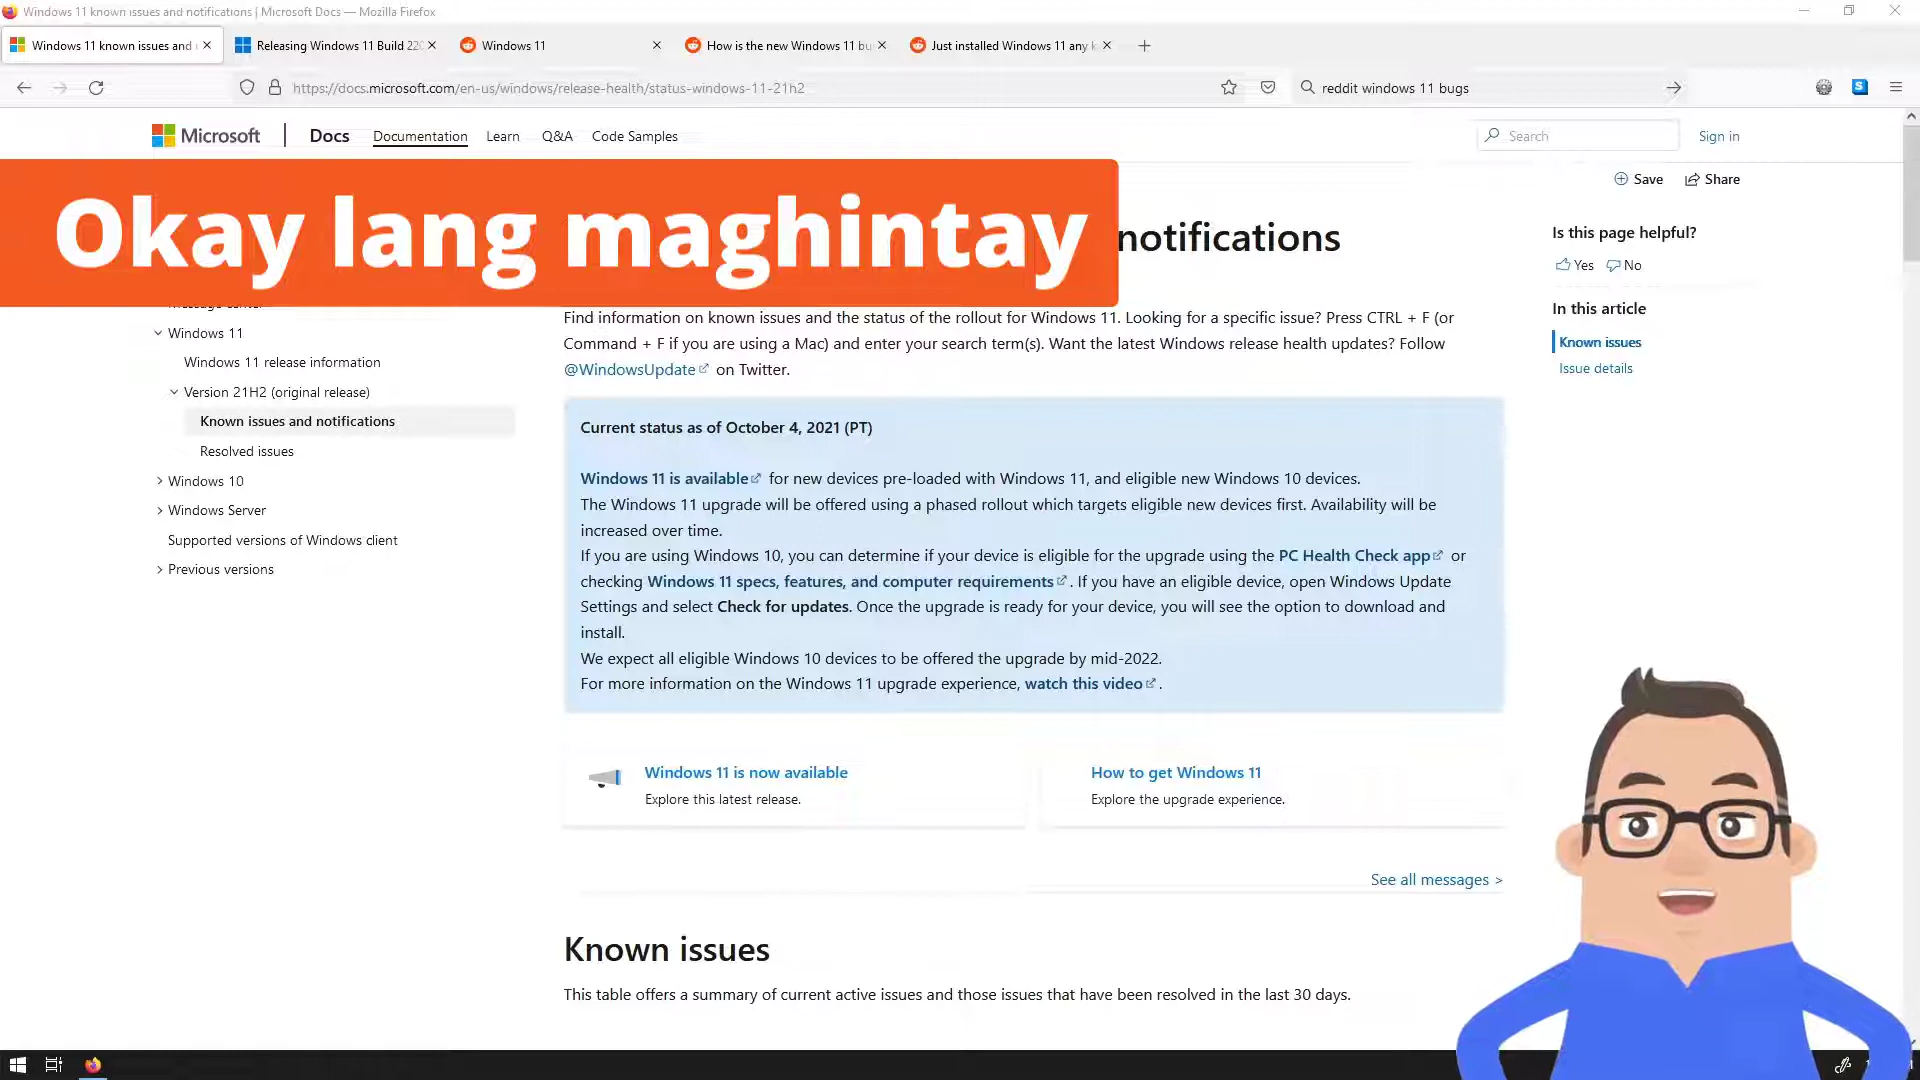 Windows 11 known issues and notifications | Microsoft Docs — Mozilla Firefox
Windows 11 known issues and
Releasing Windows 11 Build 220
Windows 11
How is the new Windows 11 bu
Just installed Windows 11 any k
https://docs.microsoft.com/en-us/windows/release-health/status-windows-11-21h2
reddit windows 11 bugs
Microsoft
Docs
Documentation
Learn
Q&A
Code Samples
Search
Sign in
Save
Share
Okay lang maghintay
notifications
Is this page helpful?
Yes
No
In this article
Known issues
Issue details
Windows 11
Windows 11 release information
Version 21H2 (original release)
Known issues and notifications
Resolved issues
Windows 10
Windows Server
Supported versions of Windows client
Previous versions
Find information on known issues and the status of the rollout for Windows 11. Looking for a specific issue? Press CTRL + F (or
Command + F if you are using a Mac) and enter your search term(s). Want the latest Windows release health updates? Follow
@WindowsUpdate on Twitter.
Current status as of October 4, 2021 (PT)
Windows 11 is available for new devices pre-loaded with Windows 11, and eligible new Windows 10 devices.
The Windows 11 upgrade will be offered using a phased rollout which targets eligible new devices first. Availability will be
increased over time.
If you are using Windows 10, you can determine if your device is eligible for the upgrade using the PC Health Check app or
checking Windows 11 specs, features, and computer requirements. If you have an eligible device, open Windows Update
Settings and select Check for updates. Once the upgrade is ready for your device, you will see the option to download and
install.
We expect all eligible Windows 10 devices to be offered the upgrade by mid-2022.
For more information on the Windows 11 upgrade experience, watch this video.
Windows 11 is now available
Explore this latest release.
How to get Windows 11
Explore the upgrade experience.
See all messages >
Known issues
This table offers a summary of current active issues and those issues that have been resolved in the last 30 days.